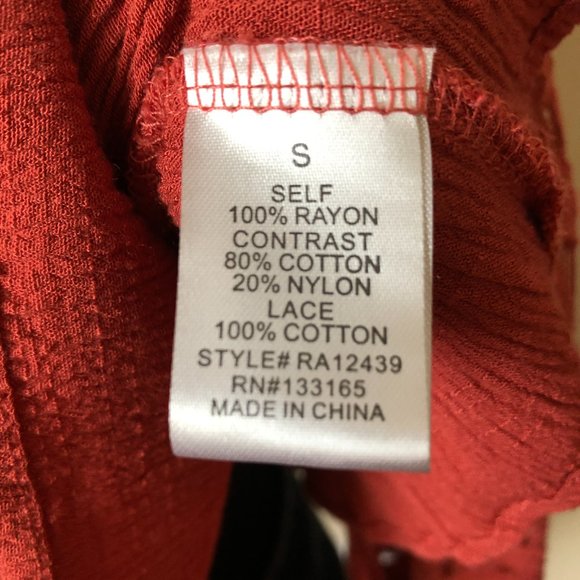 S
SELF
100% RAYON
CONTRAST
80% COTTON
20% NYLON
LACE
100% COTTON
STYLE# RA12439
RN#133165
MADE IN CHINA